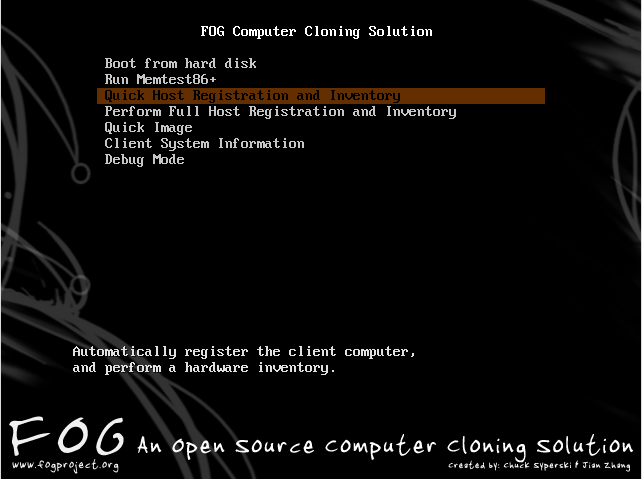 FOG Computer Cloning Solution
Boot from hard disk
Run Memtest86+
Quick Host Registration and Inventory
Perform Full Host Registration and Inventory
Quick Image
Client System Information
Debug Mode
Automatically register the client computer,
and perform a hardware inventory.
FOG An Open Source Computer Cloning Solution
www.fogproject.org
Created by: Chuck Syperski & Jian Zhang